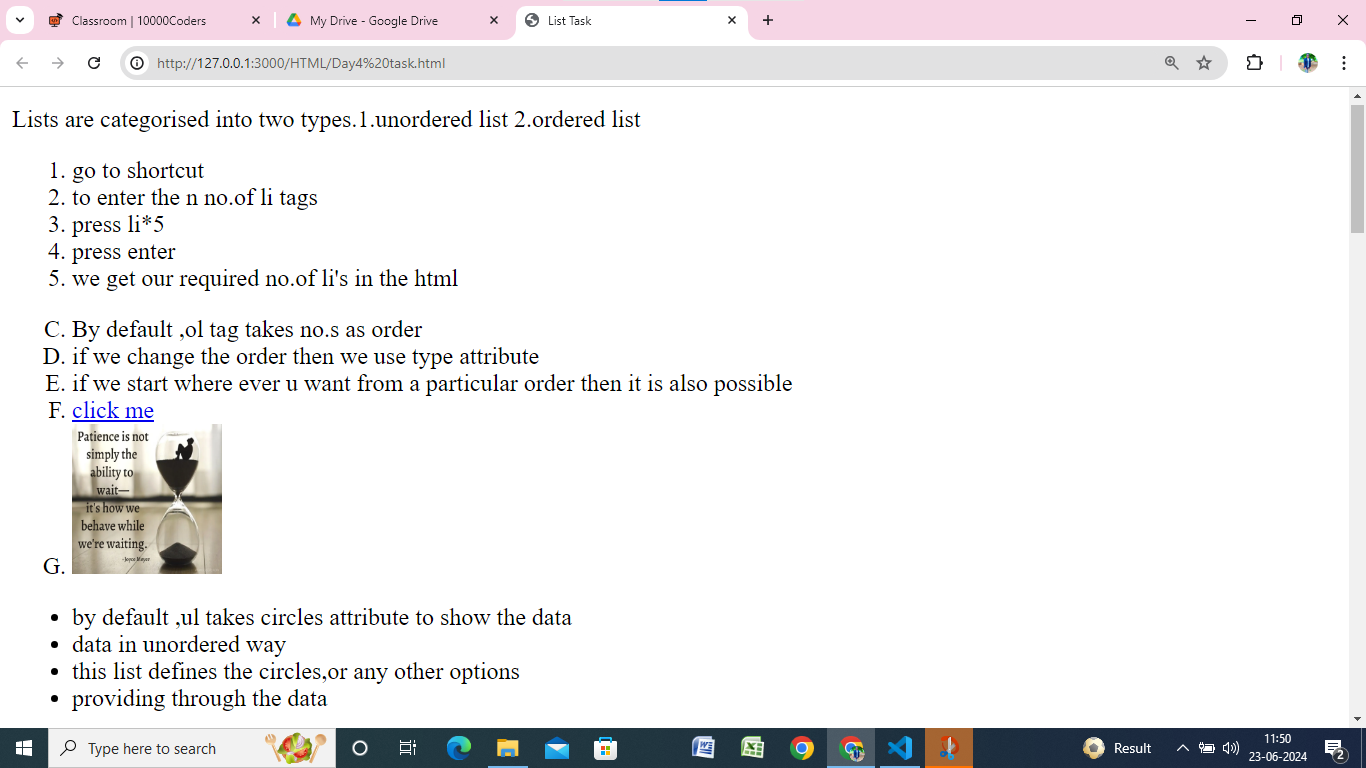 Classroom | 10000Coders
My Drive - Google Drive
List Task
http://127.0.0.1:3000/HTML/Day4%20task.html
Lists are categorised into two types.1.unordered list 2.ordered list
1. go to shortcut
2. to enter the n no.of li tags
3. press li*5
4. press enter
5. we get our required no.of li's in the html
C. By default ,ol tag takes no.s as order
D. if we change the order then we use type attribute
E. if we start where ever u want from a particular order then it is also possible
F. click me
Patience is not
simply the
ability to
wait—
it's how we
behave while
we're waiting.
-Joyce Meyer
G.
• by default ,ul takes circles attribute to show the data
• data in unordered way
• this list defines the circles,or any other options
• providing through the data
Type here to search
Result
11:50
23-06-2024
2